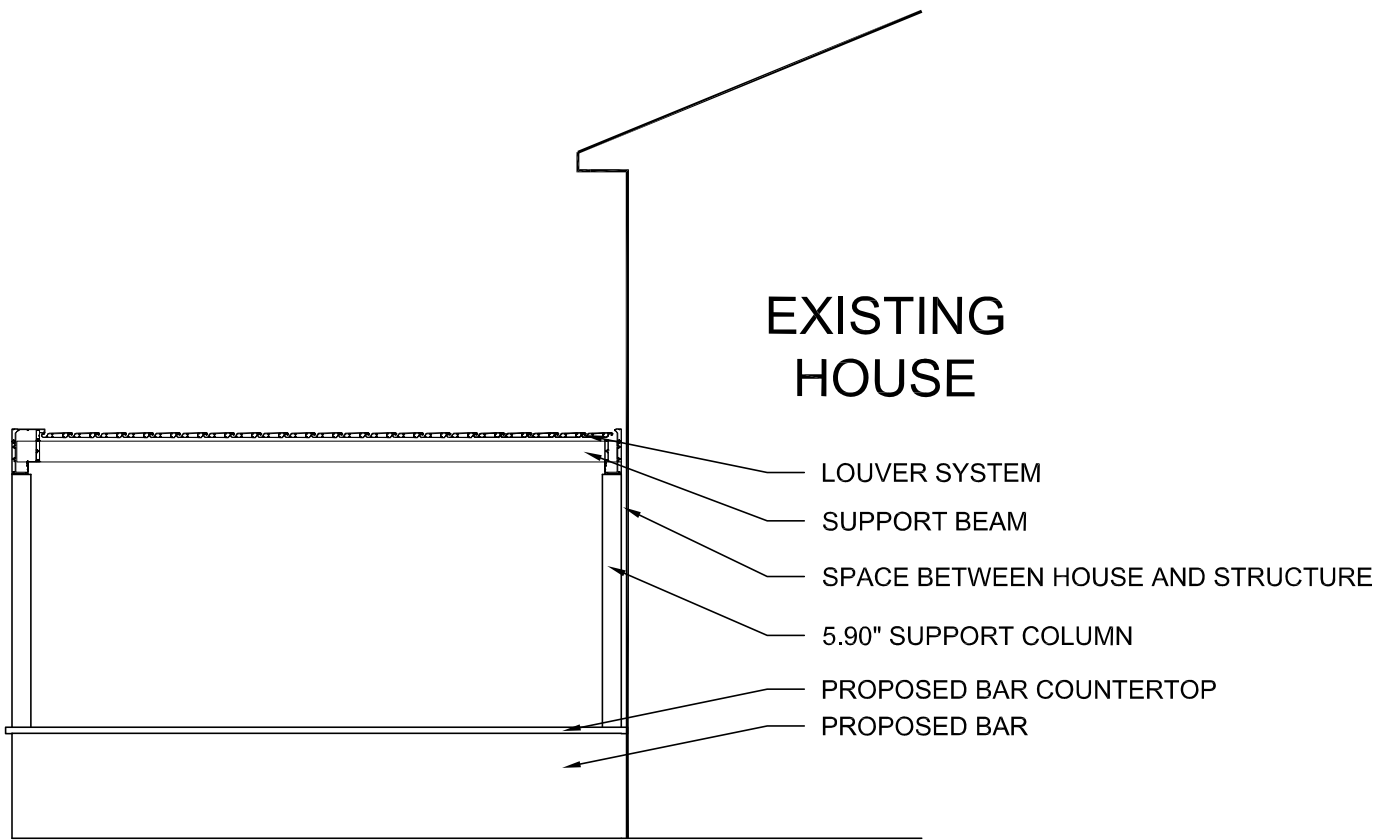 EXISTING
HOUSE
LOUVER SYSTEM
SUPPORT BEAM
SPACE BETWEEN HOUSE AND STRUCTURE
5.90" SUPPORT COLUMN
PROPOSED BAR COUNTERTOP
PROPOSED BAR